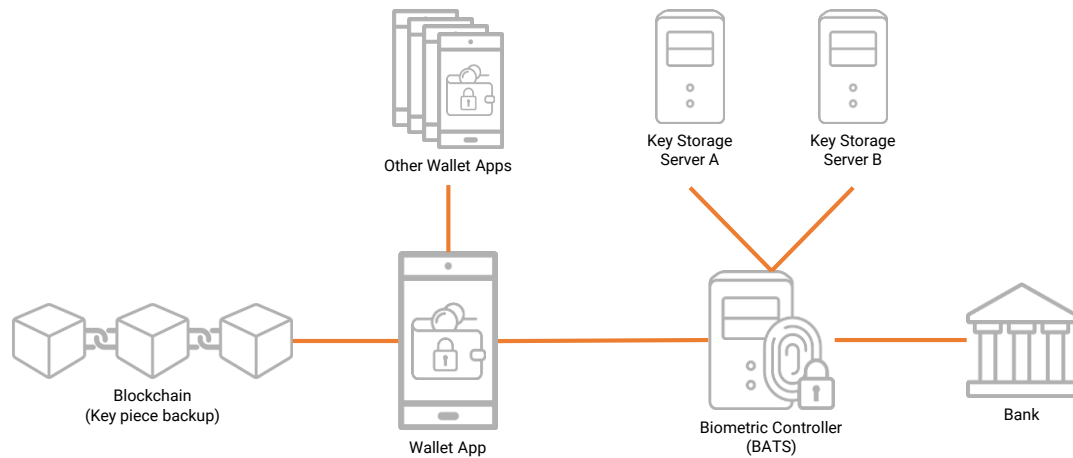 Other Wallet Apps
Key Storage
Server A
Key Storage
Server B
Blockchain
(Key piece backup)
Wallet App
Biometric Controller
(BATS)
Bank